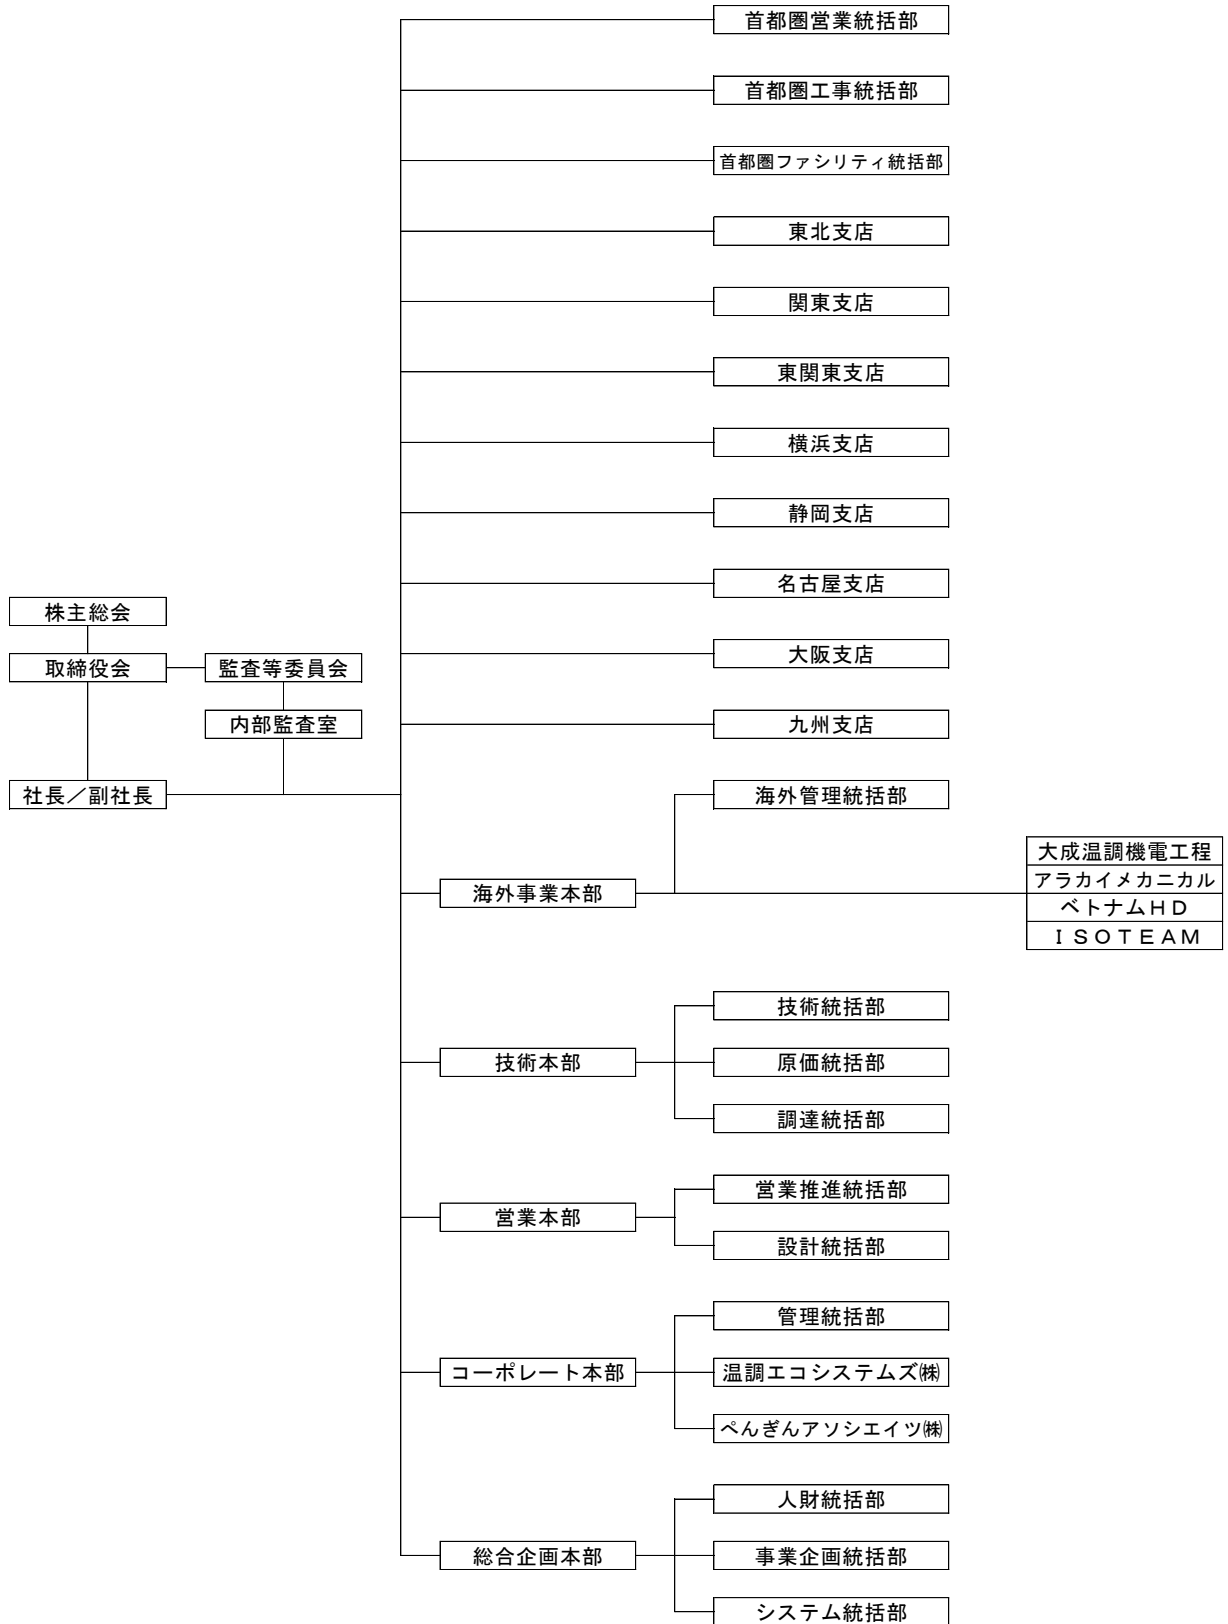 首都圏営業統括部
首都圏工事統括部
首都圏ファシリティ統括部
東北支店
関東支店
東関東支店
横浜支店
静岡支店
名古屋支店
株主総会
取締役会
監査等委員会
大阪支店
内部監査室
九州支店
社長／副社長
海外管理統括部
海外事業本部
大成温調機電工程
アラカイメカニカル
ベトナムＨＤ
ＩＳＯＴＥＡＭ
技術統括部
技術本部
原価統括部
調達統括部
営業推進統括部
営業本部
設計統括部
管理統括部
コーポレート本部
温調エコシステムズ㈱
ぺんぎんアソシエイツ㈱
人財統括部
総合企画本部
事業企画統括部
システム統括部